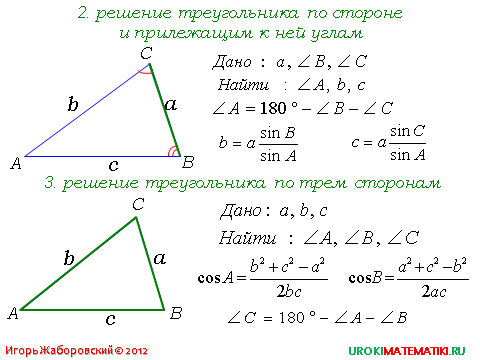 2. решение треугольника по стороне
и прилежащим к ней углам
C
Дано : a, ∠ B, ∠ C
Найти : ∠ A, b, c
b
a
∠ A = 180 ° − ∠ B − ∠ C
b = a sin B / sin A
c = a sin C / sin A
A
c
B
3. решение треугольника по трем сторонам
C
Дано : a, b, c
Найти : ∠ A, ∠ B, ∠ C
b
a
cosA = b² + c² − a² / 2bc
cosB = a² + c² − b² / 2ac
A
c
B
∠ C = 180 ° − ∠ A − ∠ B
Игорь Жаборовский © 2012
UROKIMATEMATIKI.RU